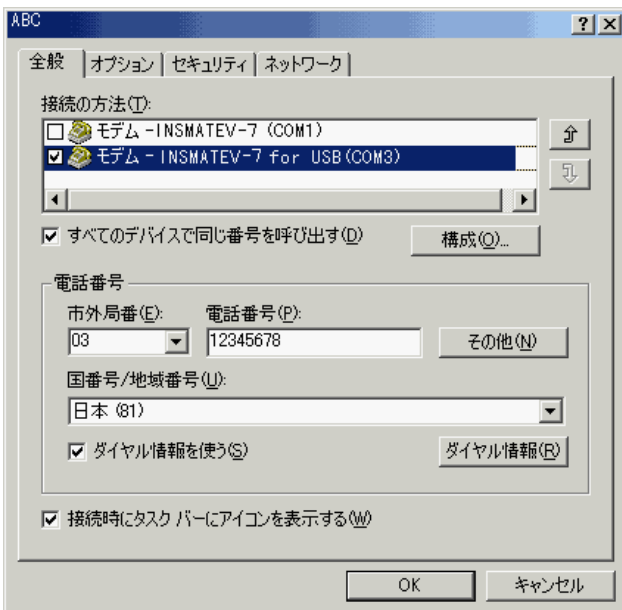 ABC
全般 オプション セキュリティ ネットワーク
接続の方法(T):
モデム -INSMATEV-7 (COM1)
モデム - INSMATEV-7 for USB(COM3)
すべてのデバイスで同じ番号を呼び出す(D) 構成(O)...
電話番号
市外局番(E): 電話番号(P):
03 12345678 その他(N)
国番号/地域番号(U):
日本 (81)
ダイヤル情報を使う(S) ダイヤル情報(R)
接続時にタスク バーにアイコンを表示する(W)
OK キャンセル